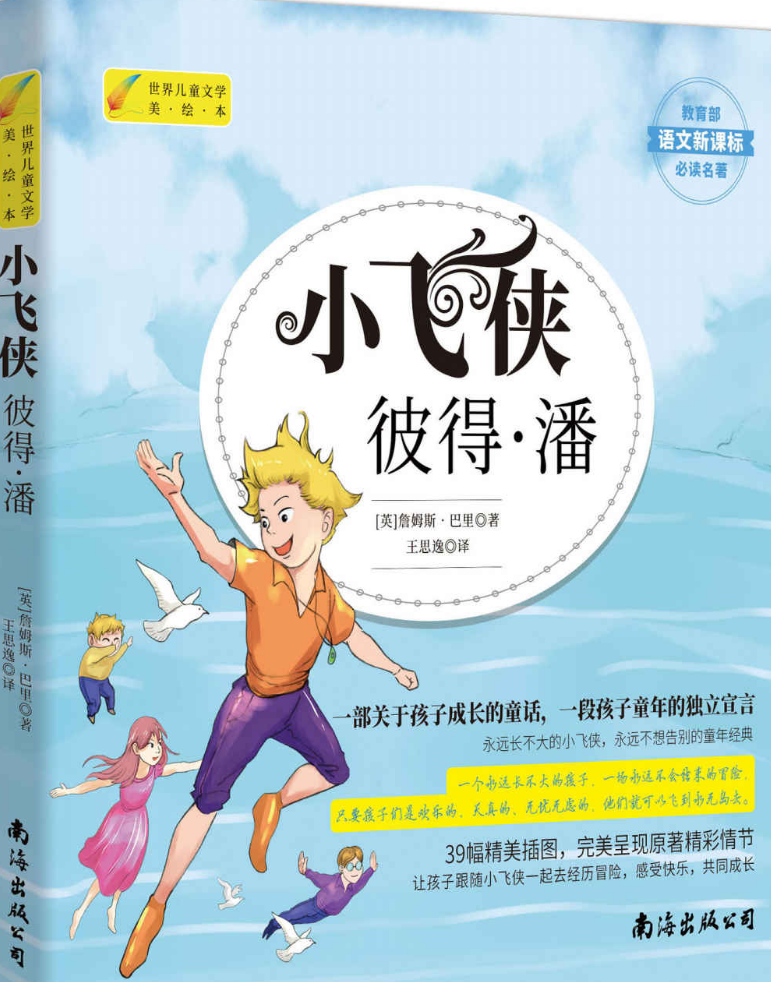 世界儿童文学
美·绘·本
教育部
语文新课标
必读名著
小飞侠
彼得·潘
[英]詹姆斯·巴里◎著
王思逸◎译
一部关于孩子成长的童话，一段孩子童年的独立宣言
永远长不大的小飞侠，永远不想告别的童年经典
一个永远长不大的孩子，一场永远不会结束的冒险，
只要孩子们是欢乐的、天真的、无忧无虑的，他们就可以飞到永无岛去。
39幅精美插图，完美呈现原著精彩情节
让孩子跟随小飞侠一起去经历冒险，感受快乐，共同成长
南海出版公司
世界儿童文学
美·绘·本
小飞侠
彼得·潘
[英]詹姆斯·巴里◎著
王思逸◎译
南海出版公司